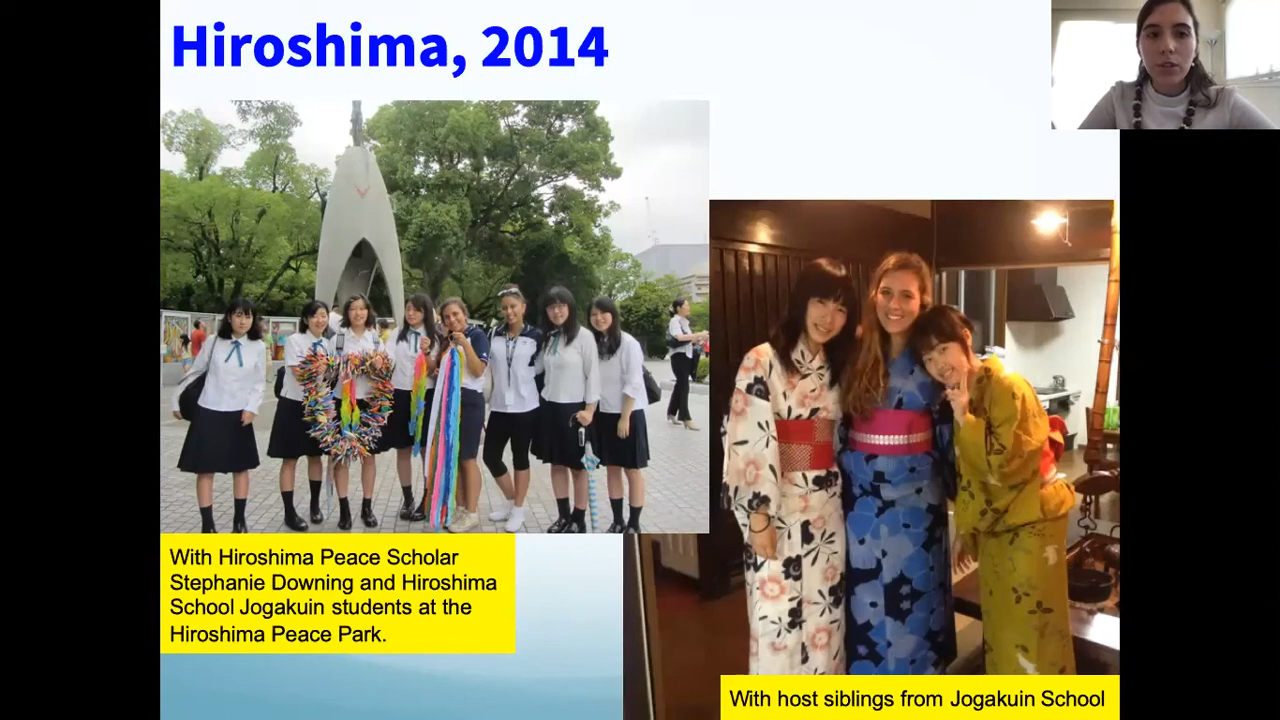 Hiroshima, 2014
With Hiroshima Peace Scholar
Stephanie Downing and Hiroshima
School Jogakuin students at the
Hiroshima Peace Park.
With host siblings from Jogakuin School